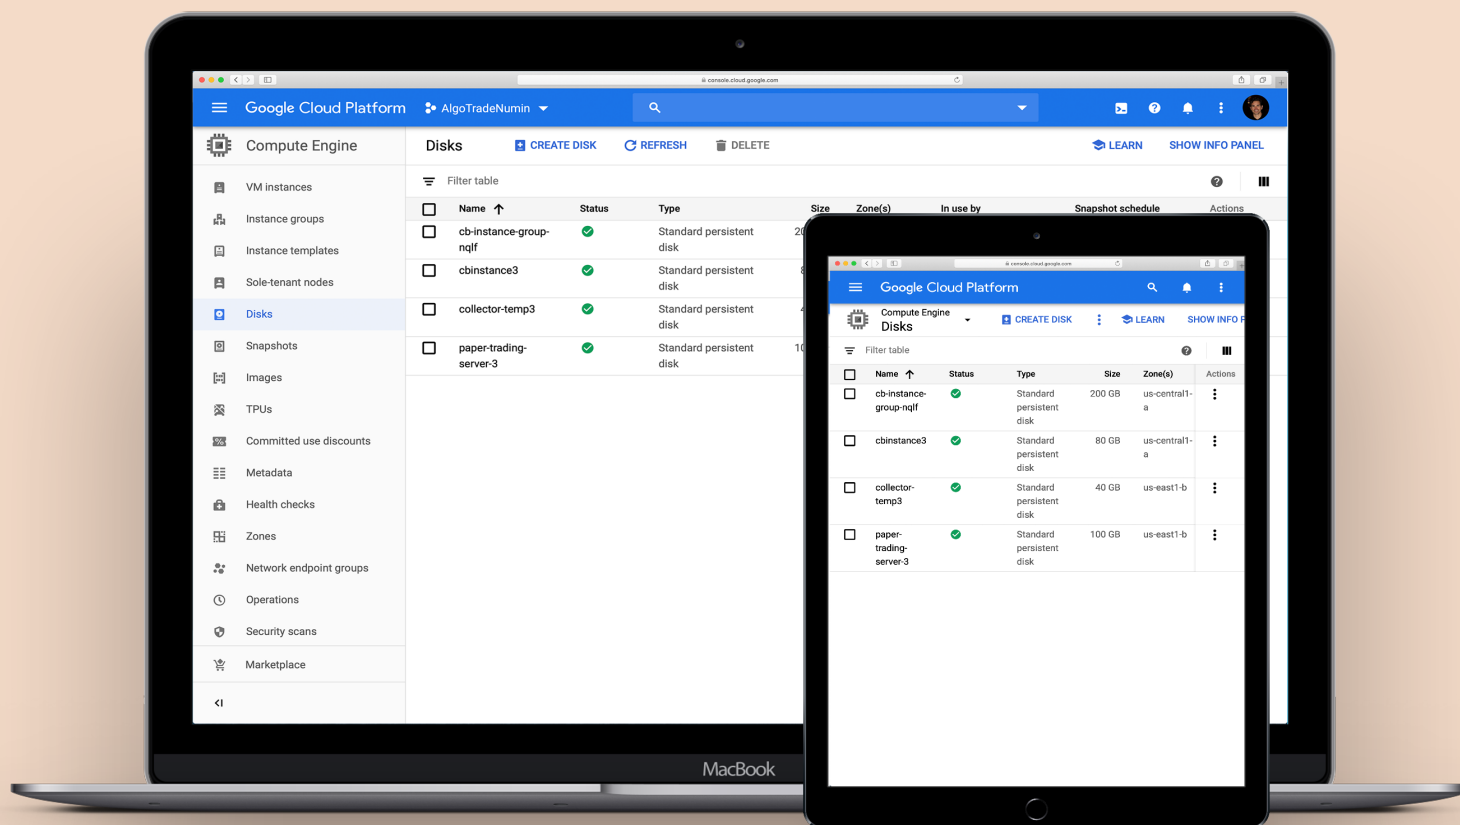 console.cloud.google.com
Google Cloud Platform
AlgoTradeNumin
Compute Engine
Disks
CREATE DISK
REFRESH
DELETE
LEARN
SHOW INFO PANEL
VM instances
Instance groups
Instance templates
Sole-tenant nodes
Disks
Snapshots
Images
TPUs
Committed use discounts
Metadata
Health checks
Zones
Network endpoint groups
Operations
Security scans
Marketplace
Filter table
Name Status Type Size Zone(s) In use by Snapshot schedule Actions
cb-instance-group- Standard persistent 20
nqlf disk
cbinstance3 Standard persistent 8
disk
collector-temp3 Standard persistent 4
disk
paper-trading- Standard persistent 10
server-3 disk
MacBook
console.cloud.google.com
Google Cloud Platform
Compute Engine
Disks
CREATE DISK
LEARN
SHOW INFO P
Filter table
Name Status Type Size Zone(s) Actions
cb-instance- Standard 200 GB us-central1-
group-nqlf persistent a
disk
cbinstance3 Standard 80 GB us-central1-
persistent a
disk
collector- Standard 40 GB us-east1-b
temp3 persistent
disk
paper- Standard 100 GB us-east1-b
trading- persistent
server-3 disk